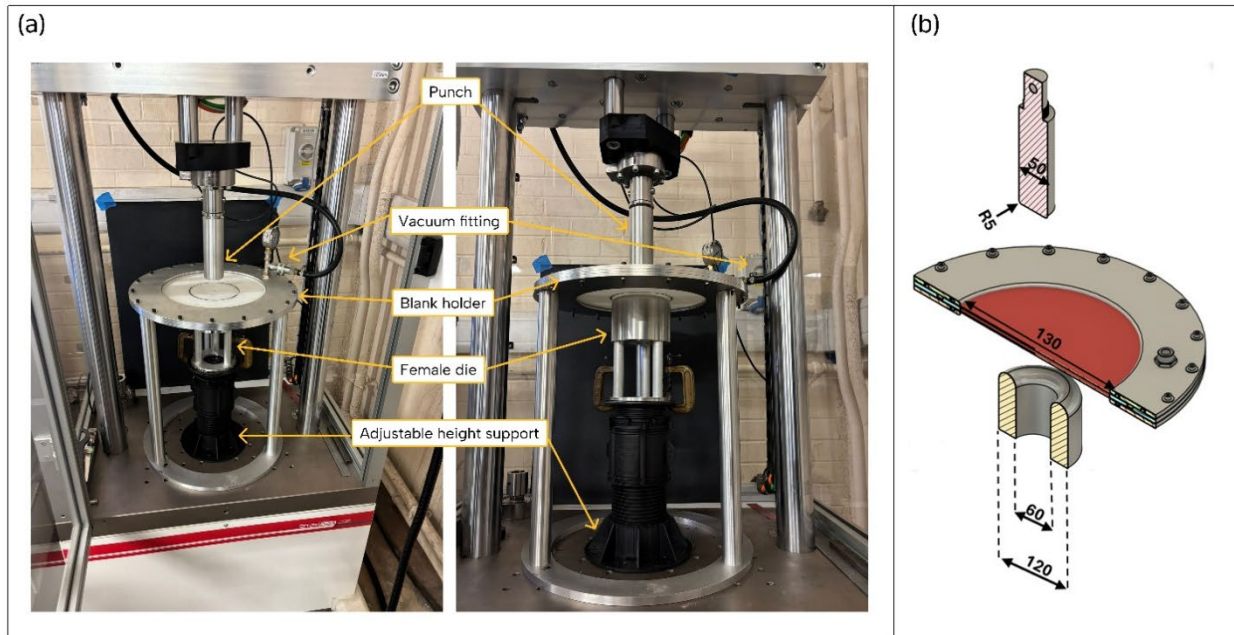 (a)
(b)
Punch
Vacuum fitting
Blank holder
Female die
Adjustable height support
50
R5
130
60
120